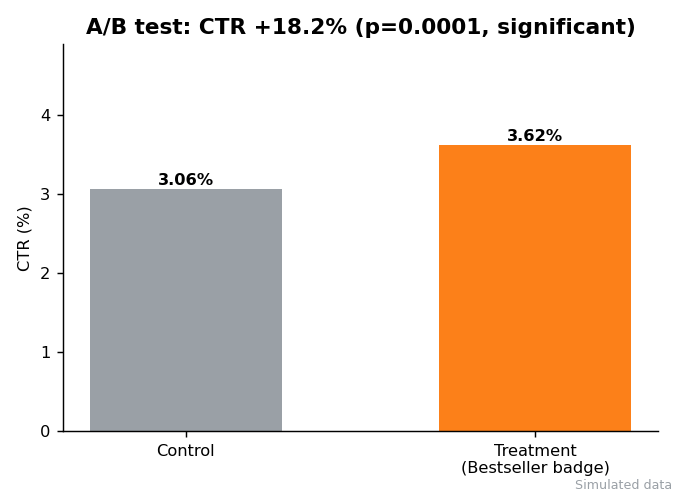 A/B test: CTR +18.2% (p=0.0001, significant)
CTR (%)
4
3
2
1
0
3.06%
3.62%
Control
Treatment
(Bestseller badge)
Simulated data